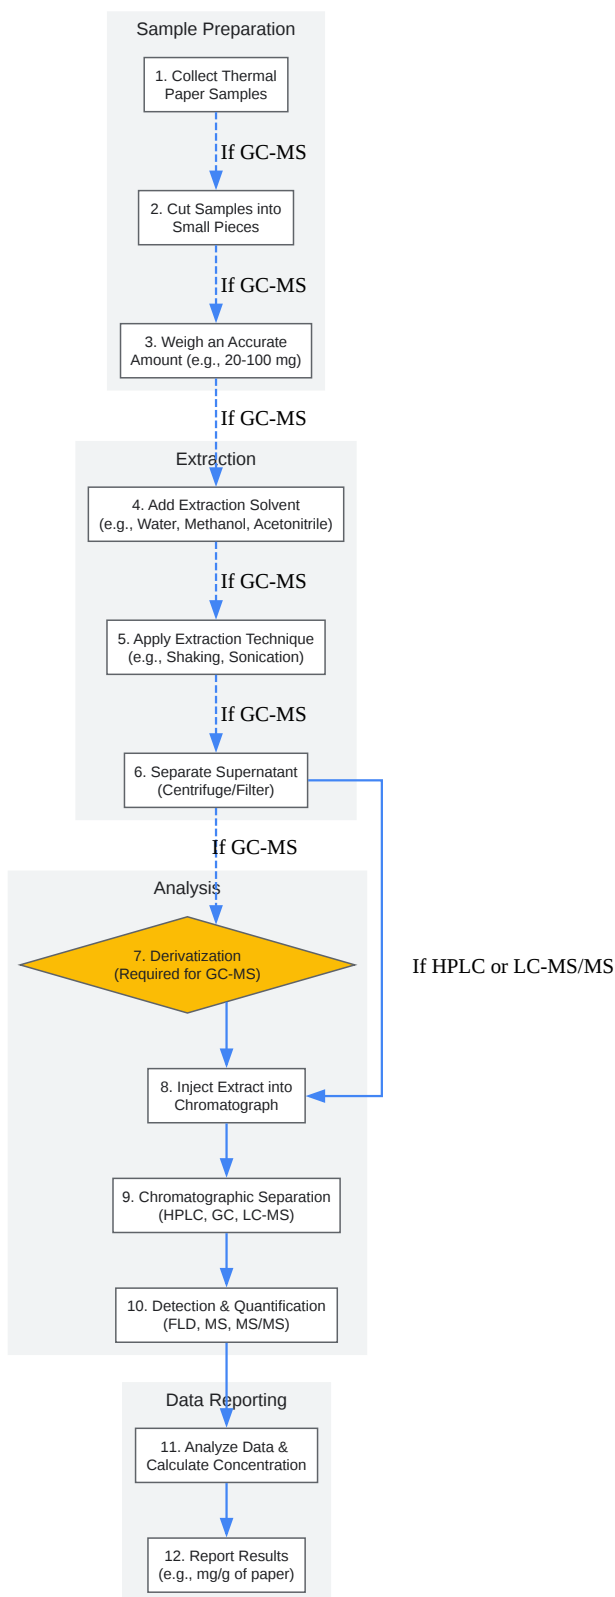 Sample Preparation
1. Collect Thermal
Paper Samples
If GC-MS
2. Cut Samples into
Small Pieces
If GC-MS
3. Weigh an Accurate
Amount (e.g., 20-100 mg)
If GC-MS
Extraction
4. Add Extraction Solvent
(e.g., Water, Methanol, Acetonitrile)
If GC-MS
5. Apply Extraction Technique
(e.g., Shaking, Sonication)
If GC-MS
6. Separate Supernatant
(Centrifuge/Filter)
If GC-MS
Analysis
7. Derivatization
(Required for GC-MS)
If HPLC or LC-MS/MS
8. Inject Extract into
Chromatograph
9. Chromatographic Separation
(HPLC, GC, LC-MS)
10. Detection & Quantification
(FLD, MS, MS/MS)
Data Reporting
11. Analyze Data &
Calculate Concentration
12. Report Results
(e.g., mg/g of paper)